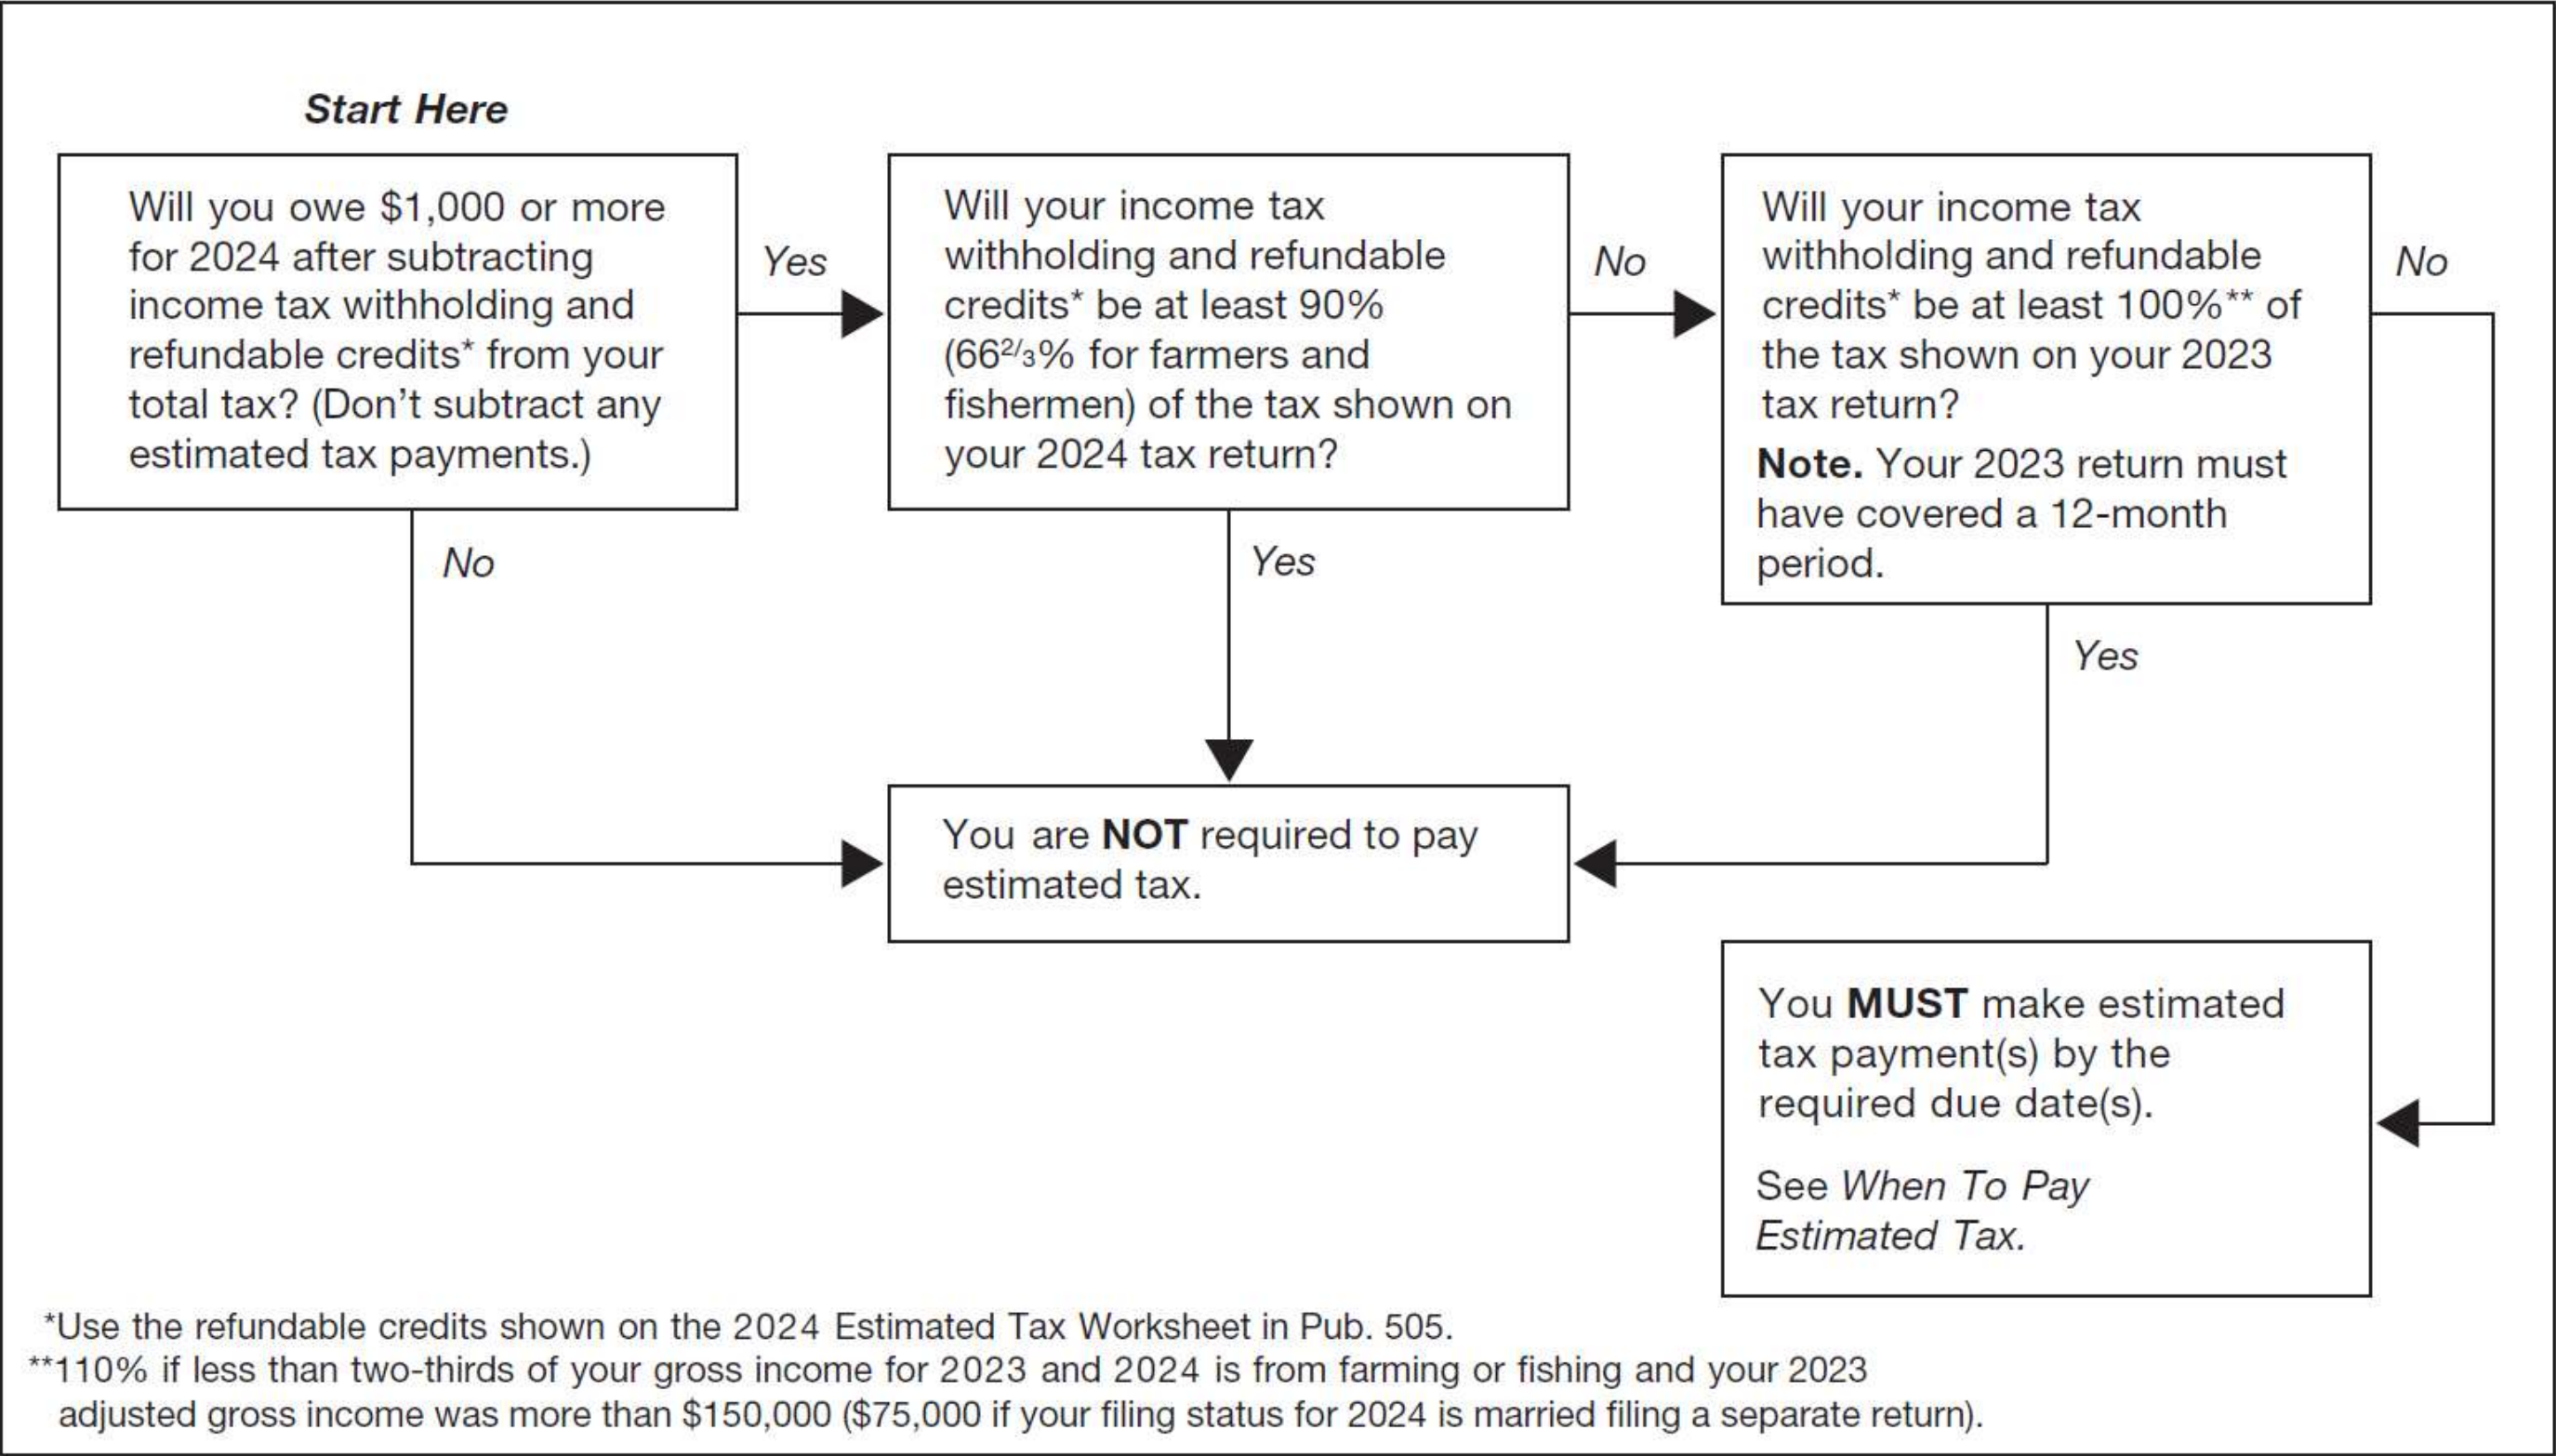 Start Here
Will you owe $1,000 or more
for 2024 after subtracting
income tax withholding and
refundable credits* from your
total tax? (Don’t subtract any
estimated tax payments.)
Yes
No
Will your income tax
withholding and refundable
credits* be at least 90%
(66²/₃% for farmers and
fishermen) of the tax shown on
your 2024 tax return?
No
Yes
Will your income tax
withholding and refundable
credits* be at least 100%** of
the tax shown on your 2023
tax return?
Note. Your 2023 return must
have covered a 12-month
period.
No
Yes
You are NOT required to pay
estimated tax.
You MUST make estimated
tax payment(s) by the
required due date(s).
See When To Pay
Estimated Tax.
*Use the refundable credits shown on the 2024 Estimated Tax Worksheet in Pub. 505.
**110% if less than two-thirds of your gross income for 2023 and 2024 is from farming or fishing and your 2023
adjusted gross income was more than $150,000 ($75,000 if your filing status for 2024 is married filing a separate return).